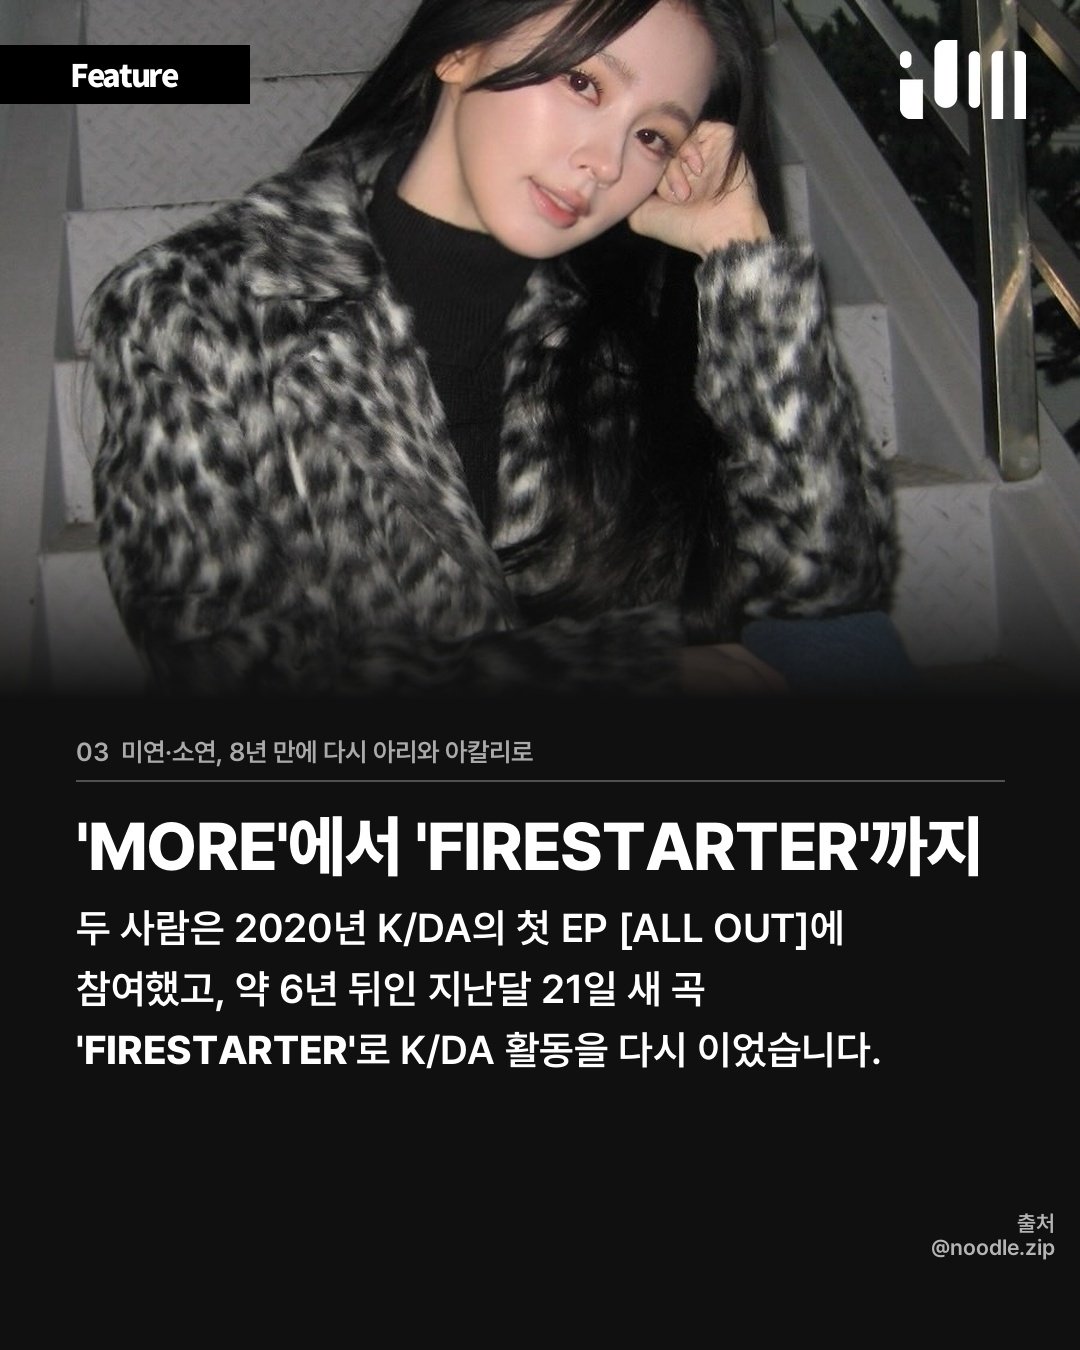 Feature
03 미연·소연, 8년 만에 다시 아리와 아칼리로
'MORE'에서 'FIRESTARTER'까지
두 사람은 2020년 K/DA의 첫 EP [ALL OUT]에
참여했고, 약 6년 뒤인 지난달 21일 새 곡
'FIRESTARTER'로 K/DA 활동을 다시 이었습니다.
출처
@noodle.zip